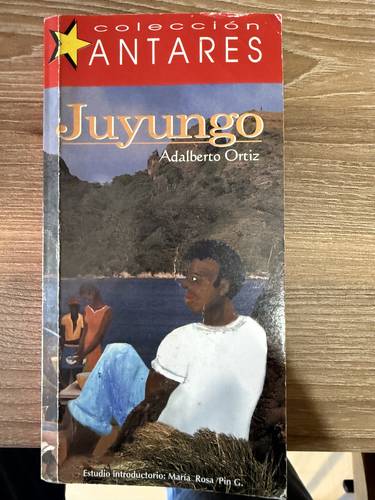 colección
ANTARES
Juyungo
Adalberto Ortiz
Estudio introductorio: María Rosa Pin G.